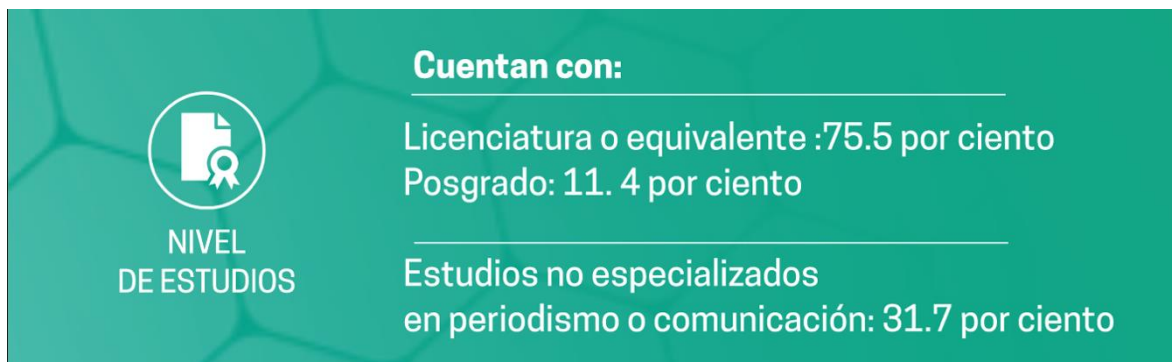 NIVEL
DE ESTUDIOS
Cuentan con:
Licenciatura o equivalente :75.5 por ciento
Posgrado: 11. 4 por ciento
Estudios no especializados
en periodismo o comunicación: 31.7 por ciento